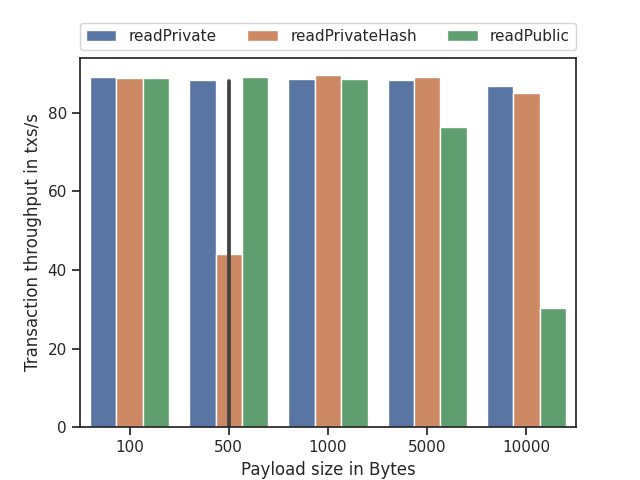 readPrivate readPrivateHash readPublic
Transaction throughput in txs/s
80
60
40
20
0
100 500 1000 5000 10000
Payload size in Bytes